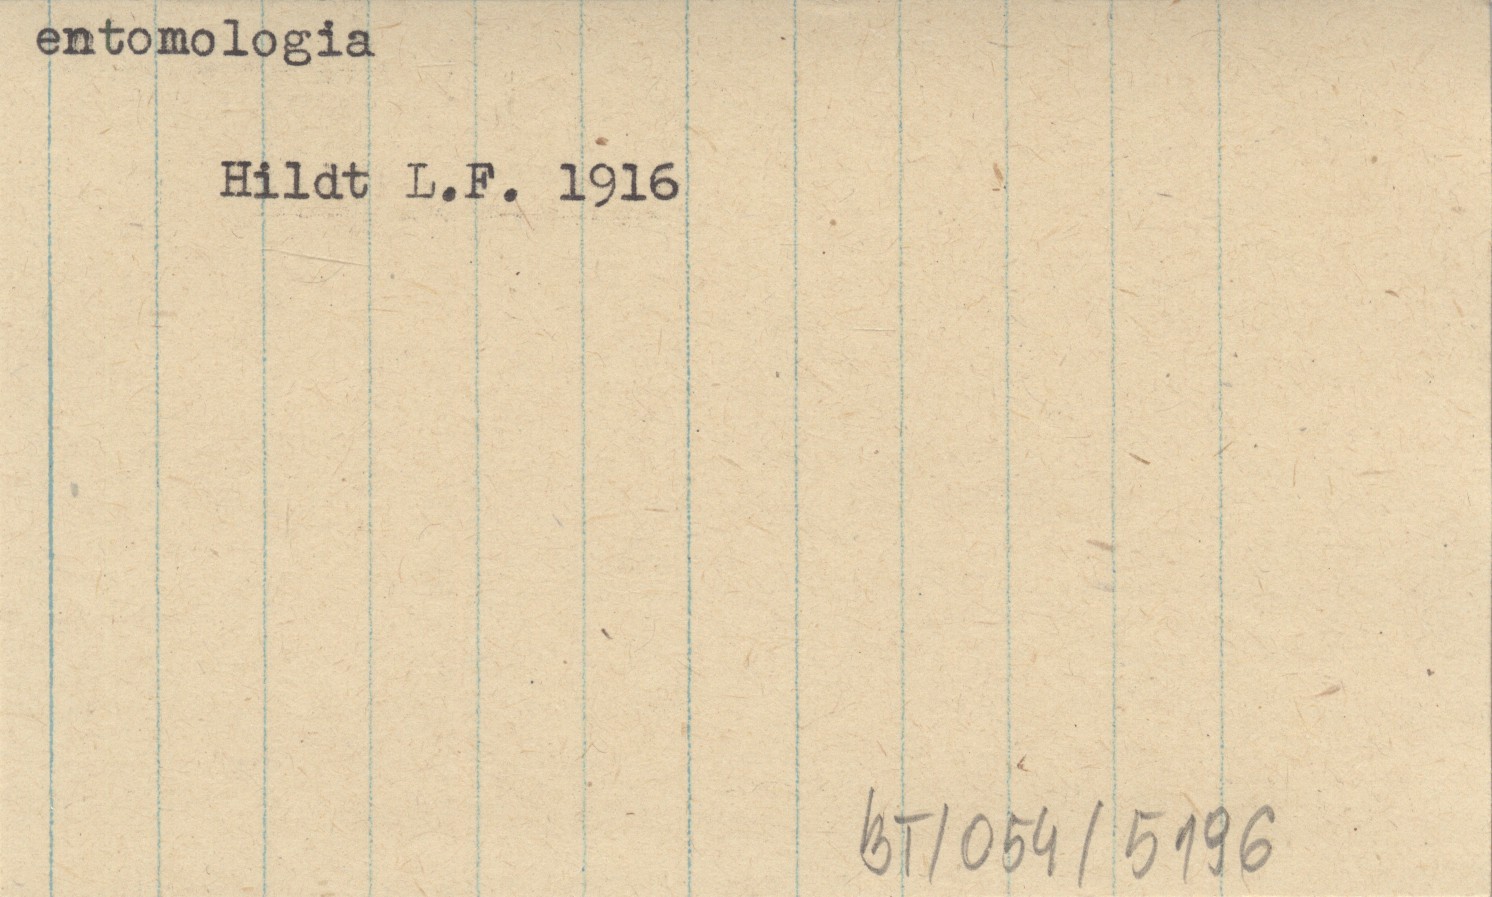 entomologia
Hildt L.F. 1916
BT/054/5196